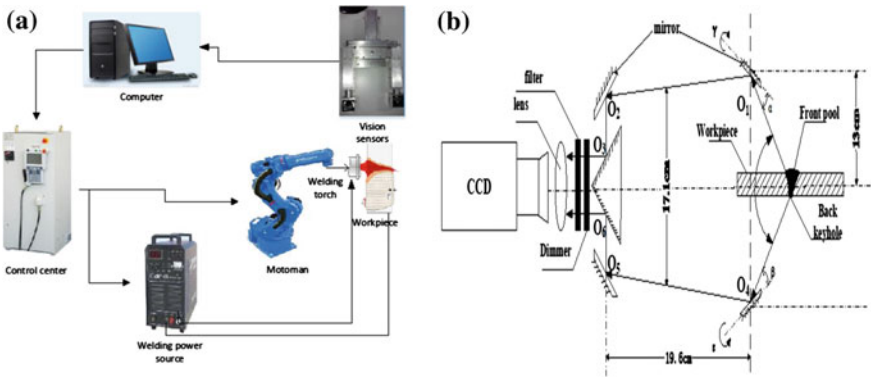 (a)
Computer
Vision
sensors
Control center
Welding
torch
Workpiece
Motoman
Welding power
source
(b)
mirror
filter
lens
CCD
Dimmer
O₁
O₂
O₃
O₄
O₅
O₆
γ
α
β
17.1cm
13cm
19.6cm
Workpiece
Front pool
Back
keyhole